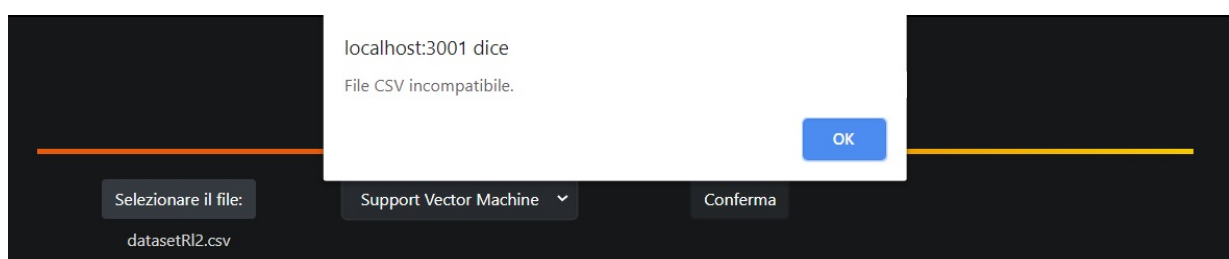 localhost:3001 dice
File CSV incompatibile.
OK
Selezionare il file:
Support Vector Machine
Conferma
datasetRl2.csv